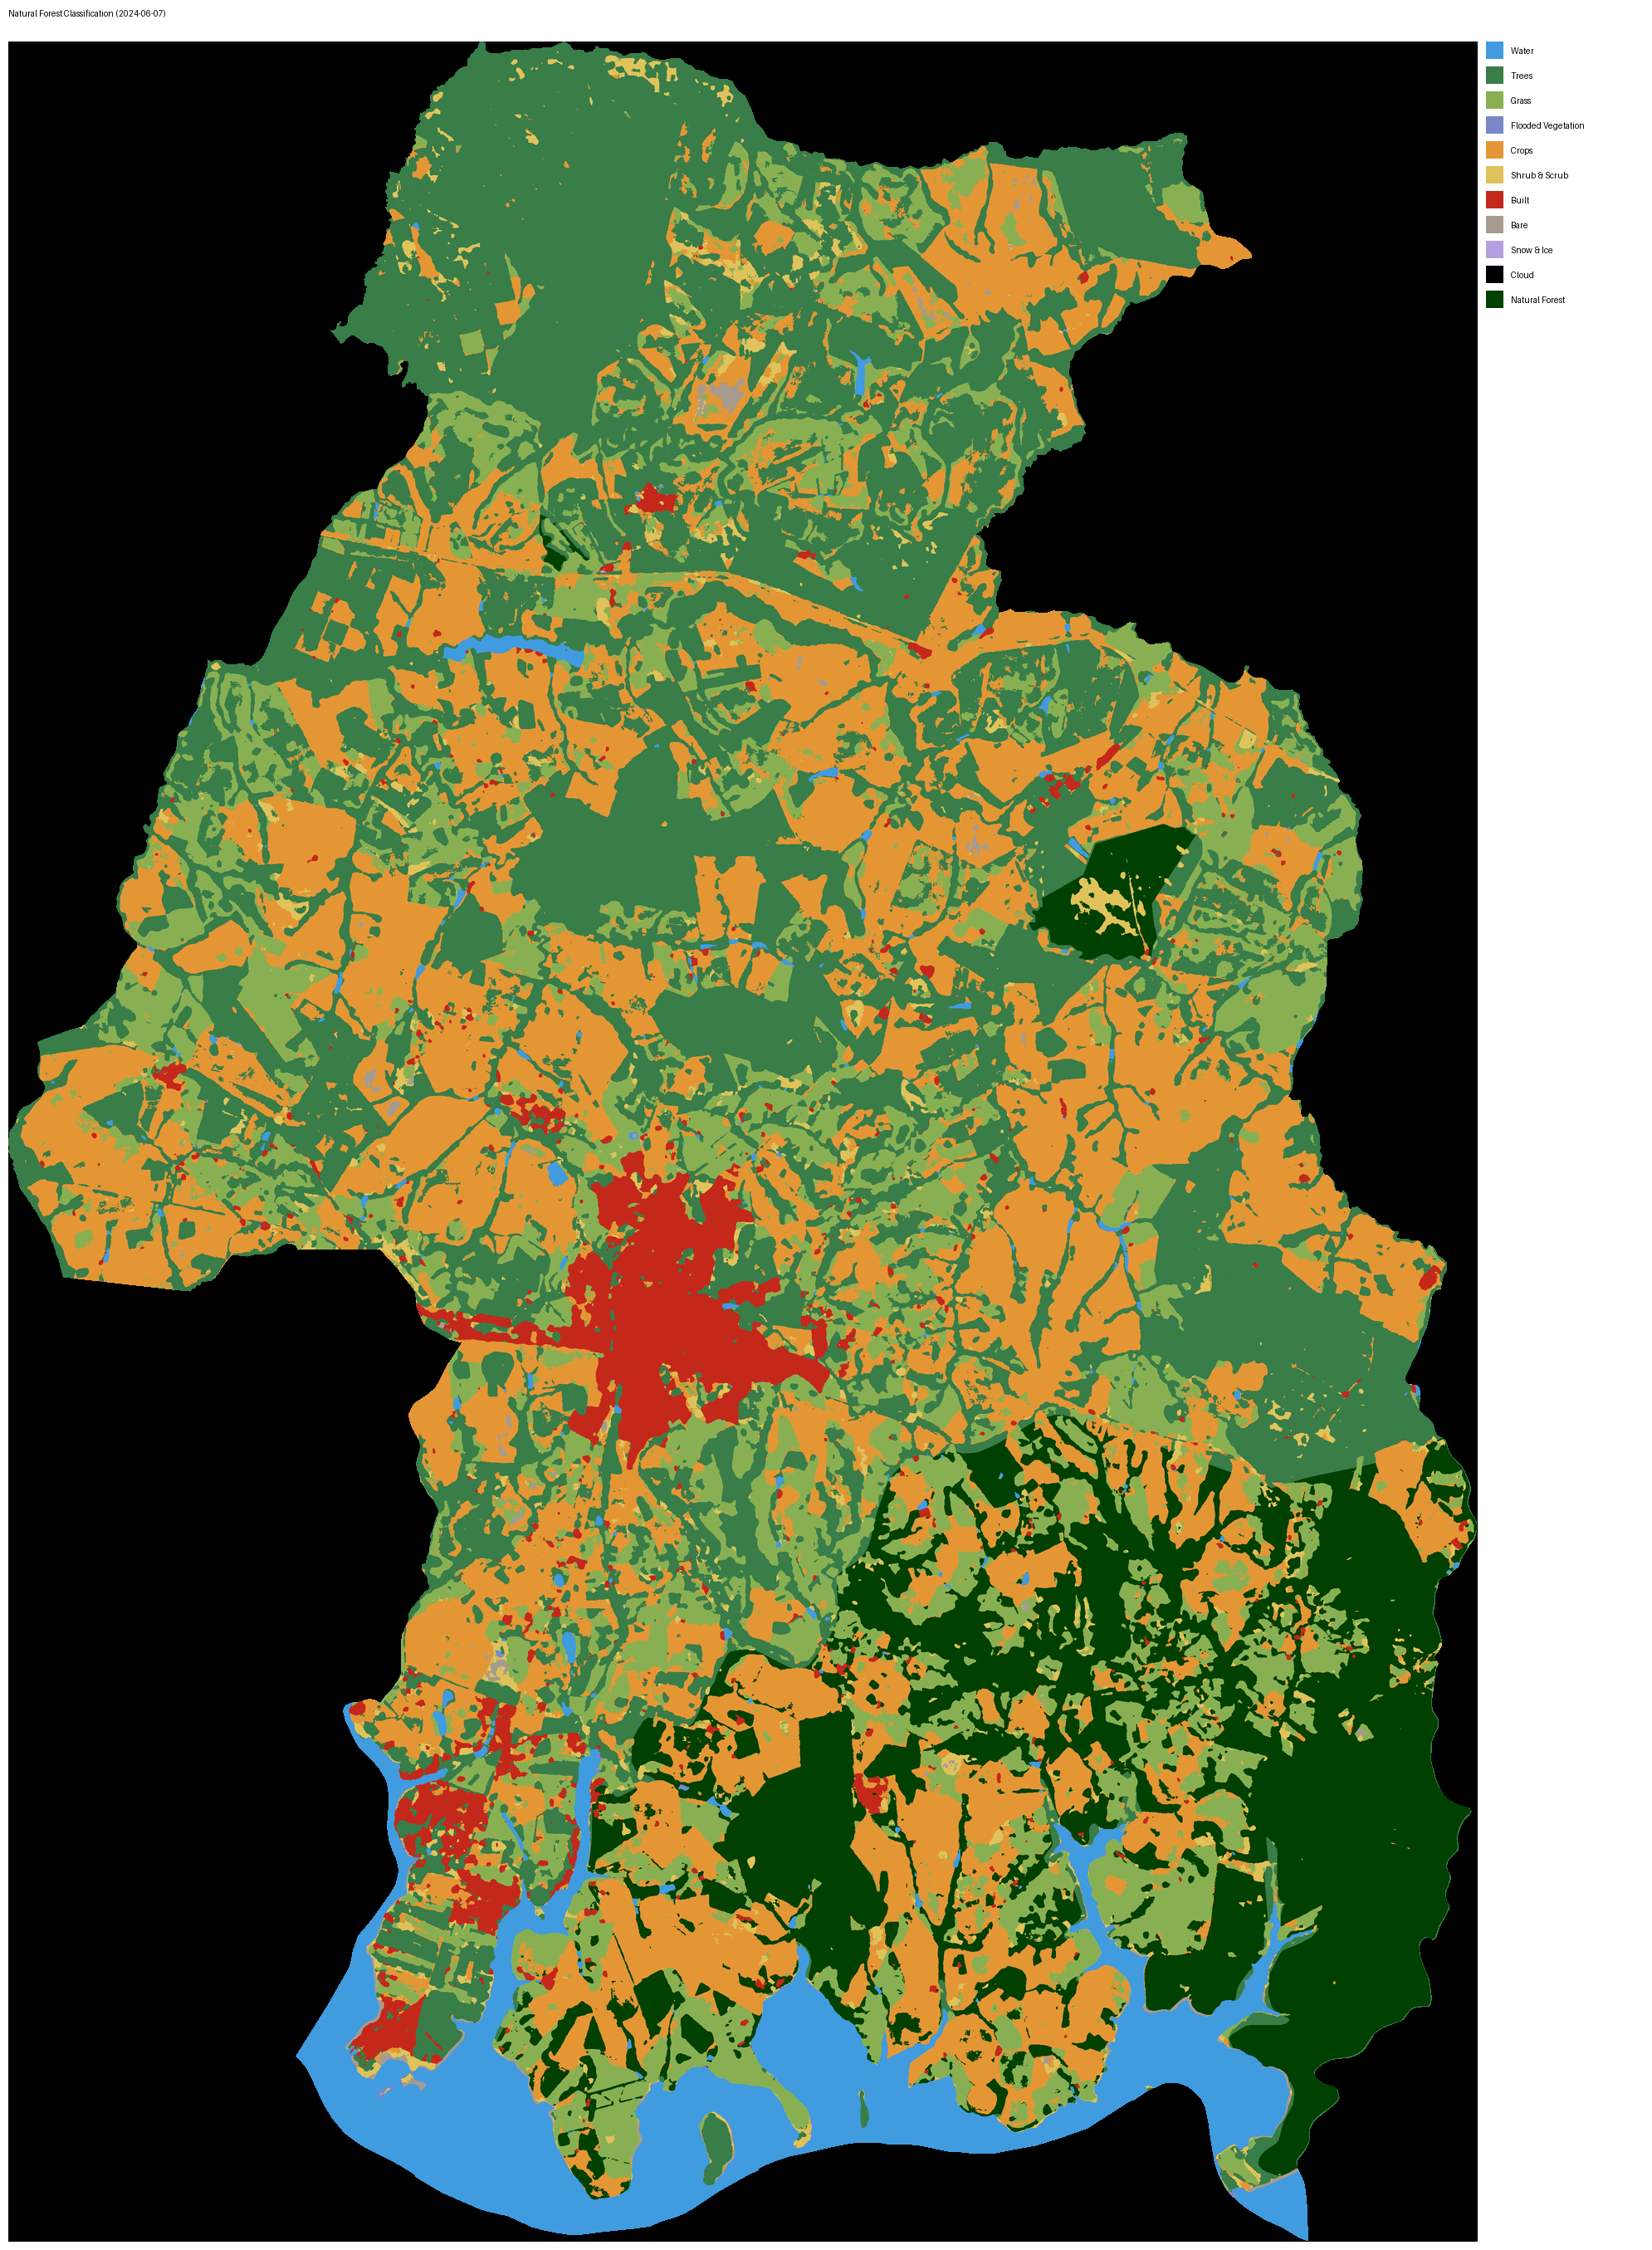 Natural Forest Classification (2024-06-07)
Water
Trees
Grass
Flooded Vegetation
Crops
Shrub & Scrub
Built
Bare
Snow & Ice
Cloud
Natural Forest